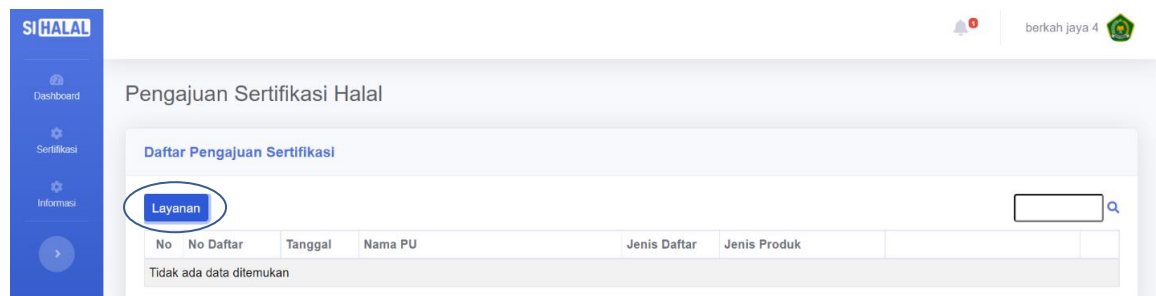 SIHALAL
1
berkah jaya 4
Dashboard
Sertifikasi
Informasi
Pengajuan Sertifikasi Halal
Daftar Pengajuan Sertifikasi
Layanan
No No Daftar Tanggal Nama PU Jenis Daftar Jenis Produk
Tidak ada data ditemukan